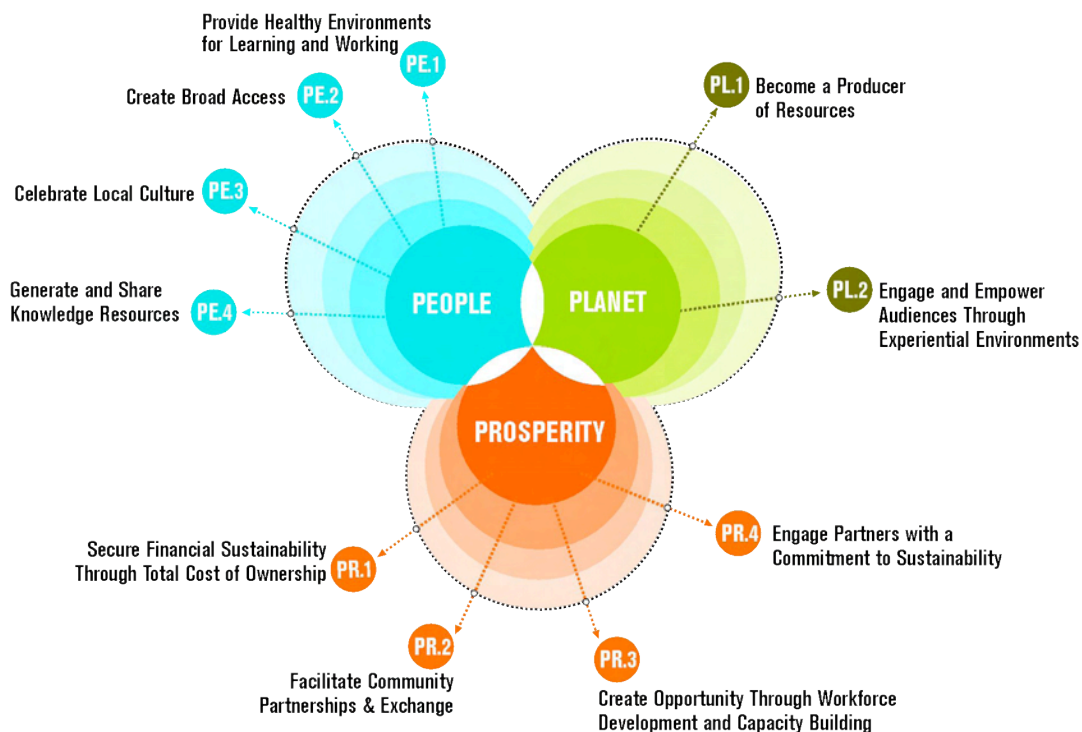 Provide Healthy Environments
for Learning and Working
PE.1
Create Broad Access
PE.2
Celebrate Local Culture
PE.3
Generate and Share
Knowledge Resources
PE.4
PEOPLE
PLANET
PROSPERITY
PL.1
Become a Producer
of Resources
PL.2
Engage and Empower
Audiences Through
Experiential Environments
Secure Financial Sustainability
Through Total Cost of Ownership
PR.1
PR.2
Facilitate Community
Partnerships & Exchange
PR.3
Create Opportunity Through Workforce
Development and Capacity Building
PR.4
Engage Partners with a
Commitment to Sustainability